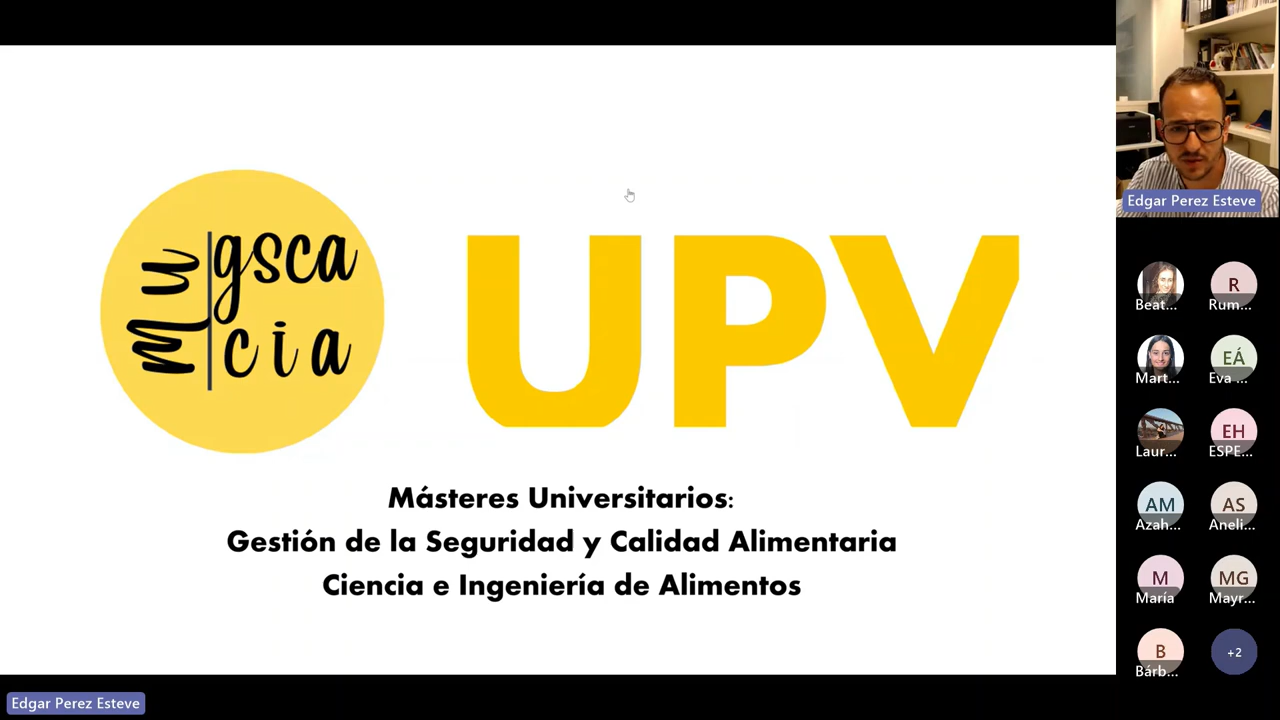 Mu
gsca
cia
UPV
Másteres Universitarios:
Gestión de la Seguridad y Calidad Alimentaria
Ciencia e Ingeniería de Alimentos
Edgar Perez Esteve
Edgar Perez Esteve
Beat...
R
Rum...
Mart...
EÁ
Eva ...
Laur...
EH
ESPE...
AM
Azah...
AS
Aneli...
M
María
MG
Mayr...
B
Bárb...
+2